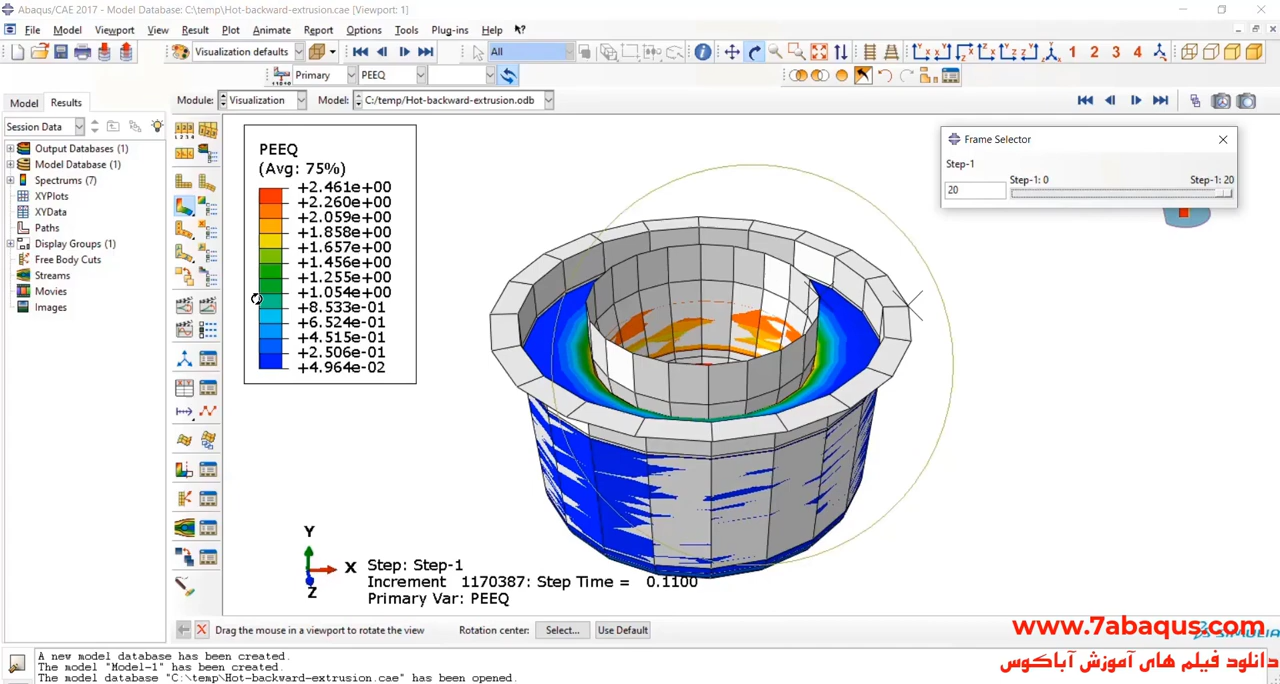 Abaqus/CAE 2017 - Model Database: C:\temp\Hot-backward-extrusion.cae [Viewport: 1]
File Model Viewport View Result Plot Animate Report Options Tools Plug-ins Help
Visualization defaults All 1 2 3 4
Primary PEEQ
Model Results Module: Visualization Model: C:/temp/Hot-backward-extrusion.odb
Session Data
Output Databases (1)
Model Database (1)
Spectrums (7)
XYPlots
XYData
Paths
Display Groups (1)
Free Body Cuts
Streams
Movies
Images
PEEQ
(Avg: 75%)
+2.461e+00
+2.260e+00
+2.059e+00
+1.858e+00
+1.657e+00
+1.456e+00
+1.255e+00
+1.054e+00
+8.533e-01
+6.524e-01
+4.515e-01
+2.506e-01
+4.964e-02
Frame Selector
Step-1
Step-1: 0 Step-1: 20
20
Y
X
Z
Step: Step-1
Increment 1170387: Step Time = 0.1100
Primary Var: PEEQ
Drag the mouse in a viewport to rotate the view Rotation center: Select... Use Default
www.7abaqus.com
دانلود فیلم های آموزش آباکوس
A new model database has been created.
The model "Model-1" has been created.
The model database "C:\temp\Hot-backward-extrusion.cae" has been opened.